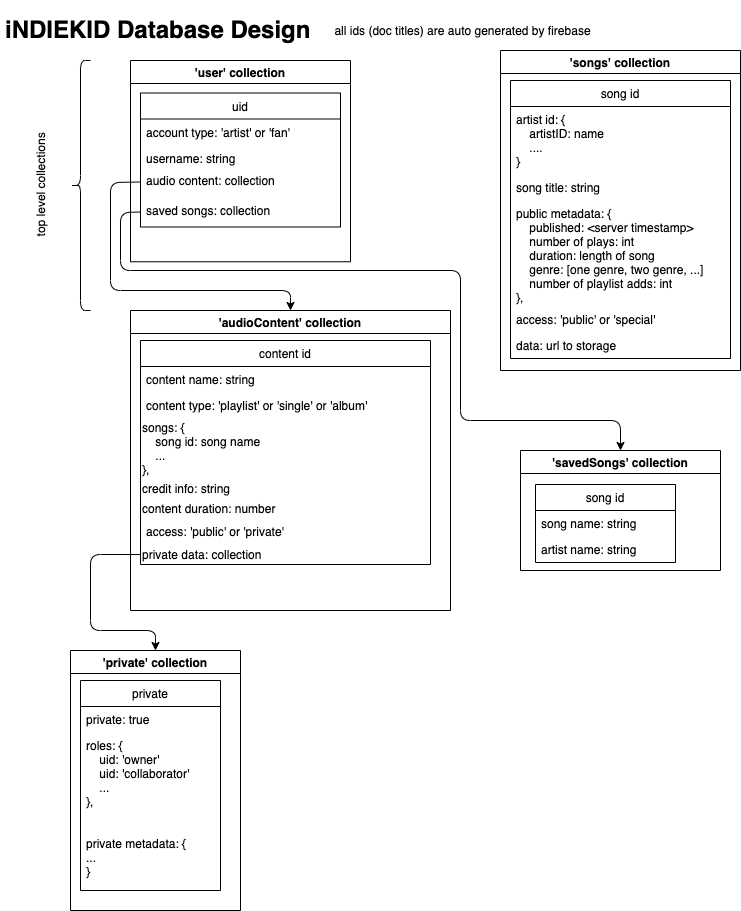 iNDIEKID Database Design
all ids (doc titles) are auto generated by firebase
top level collections
'user' collection
uid
account type: 'artist' or 'fan'
username: string
audio content: collection
saved songs: collection
'songs' collection
song id
artist id: {
artistID: name
....
}
song title: string
public metadata: {
published: <server timestamp>
number of plays: int
duration: length of song
genre: [one genre, two genre, ...]
number of playlist adds: int
},
access: 'public' or 'special'
data: url to storage
'audioContent' collection
content id
content name: string
content type: 'playlist' or 'single' or 'album'
songs: {
song id: song name
...
},
credit info: string
content duration: number
access: 'public' or 'private'
private data: collection
'savedSongs' collection
song id
song name: string
artist name: string
'private' collection
private
private: true
roles: {
uid: 'owner'
uid: 'collaborator'
...
},
private metadata: {
...
}